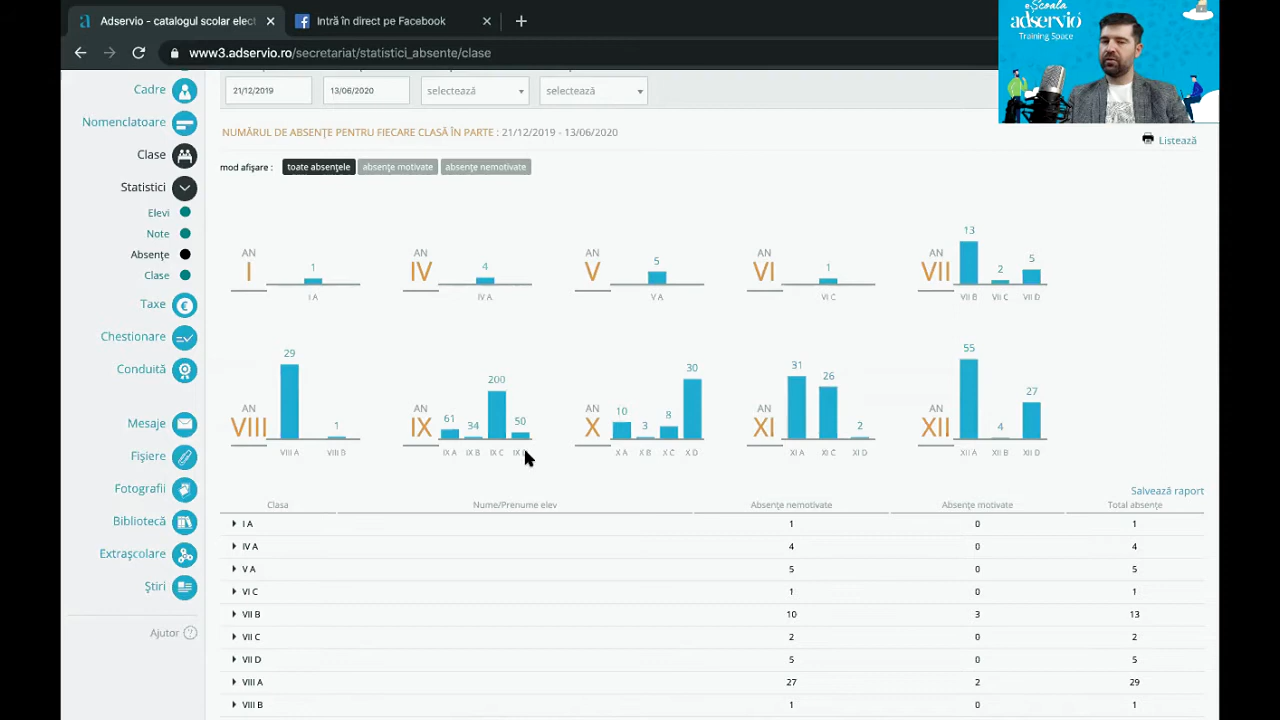 Adservio - catalogul scolar elect
Intră în direct pe Facebook
www3.adservio.ro/secretariat/statistici_absente/clase
eȘcoala
adservio
Training Space
Cadre
Nomenclatoare
Clase
Statistici
Elevi
Note
Absențe
Clase
Taxe
Chestionare
Conduită
Mesaje
Fișiere
Fotografii
Bibliotecă
Extrașcolare
Știri
Ajutor ?
21/12/2019 13/06/2020 selectează selectează
NUMĂRUL DE ABSENȚE PENTRU FIECARE CLASĂ ÎN PARTE : 21/12/2019 - 13/06/2020
Listează
mod afișare : toate absențele absențe motivate absențe nemotivate
AN I 1 I A
AN IV 4 IV A
AN V 5 V A
AN VI 1 VI C
AN VII 13 2 5 VII B VII C VII D
AN VIII 29 1 VIII A VIII B
AN IX 61 34 200 50 IX A IX B IX C
AN X 10 3 8 30 X A X B X C X D
AN XI 31 26 2 XI A XI C XI D
AN XII 55 4 27 XII A XII B XII D
Salvează raport
Clasa Nume/Prenume elev Absențe nemotivate Absențe motivate Total absențe
I A 1 0 1
IV A 4 0 4
V A 5 0 5
VI C 1 0 1
VII B 10 3 13
VII C 2 0 2
VII D 5 0 5
VIII A 27 2 29
VIII B 1 0 1